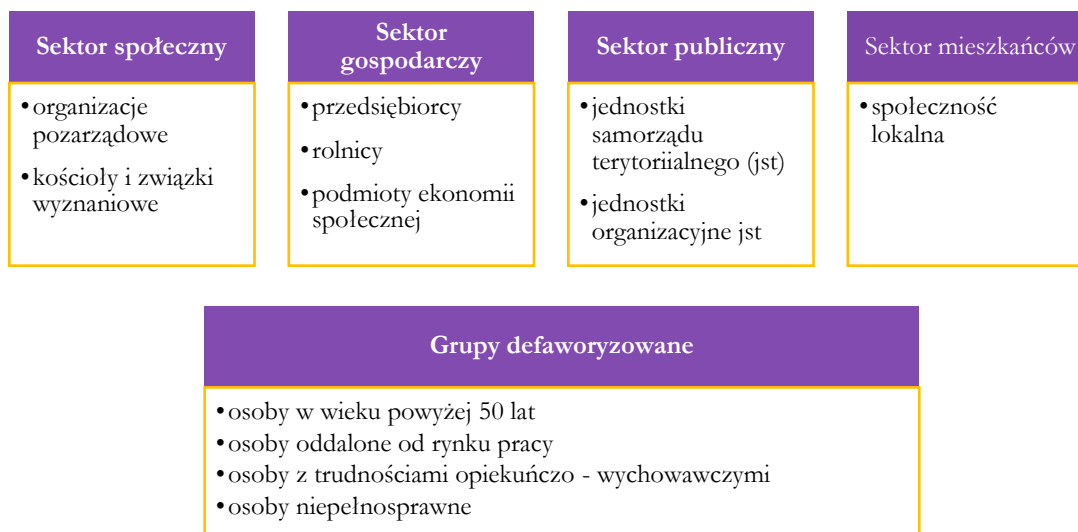 Sektor społeczny
•organizacje
pozarządowe
•kościoły i związki
wyznaniowe
Sektor
gospodarczy
•przedsiębiorcy
•rolnicy
•podmioty ekonomii
społecznej
Sektor publiczny
•jednostki
samorządu
terytoriialnego (jst)
•jednostki
organizacyjne jst
Sektor mieszkańców
•społeczność
lokalna
Grupy defaworyzowane
•osoby w wieku powyżej 50 lat
•osoby oddalone od rynku pracy
•osoby z trudnościami opiekuńczo - wychowawczymi
•osoby niepełnosprawne